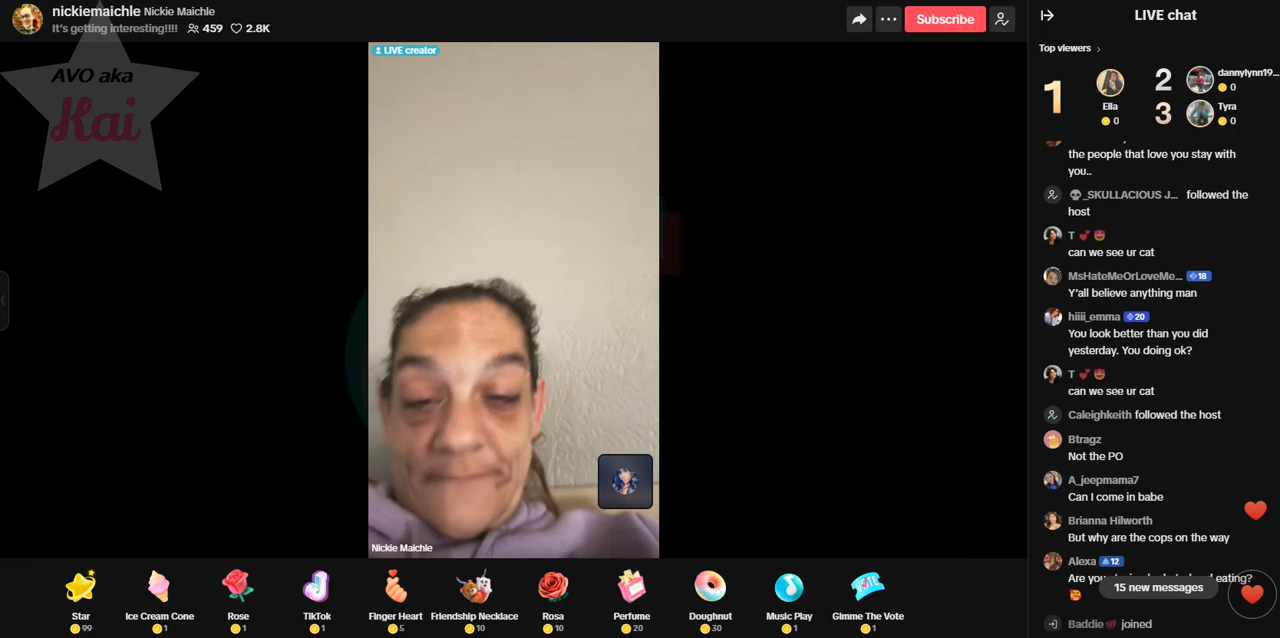 nickiemaichle Nickie Maichle
It's getting interesting!!!! 459 2.8K
Subscribe
AVO aka
Kai
LIVE creator
Nickie Maichle
Star
99
Ice Cream Cone
1
Rose
1
TikTok
1
Finger Heart
5
Friendship Necklace
10
Rosa
10
Perfume
20
Doughnut
30
Music Play
1
VOTE
Gimme The Vote
1
LIVE chat
Top viewers
1
Ella
0
2
dannylynn19...
0
3
Tyra
0
the people that love you stay with
you..
_SKULLACIOUS J... followed the
host
T
can we see ur cat
MsHateMeOrLoveMe... 18
Y'all believe anything man
hiiii_emma 20
You look better than you did
yesterday. You doing ok?
T
can we see ur cat
Caleighkeith followed the host
Btragz
Not the PO
A_jeepmama7
Can I come in babe
Brianna Hilworth
But why are the cops on the way
Alexa 12
Are you eating?
15 new messages
Baddie joined